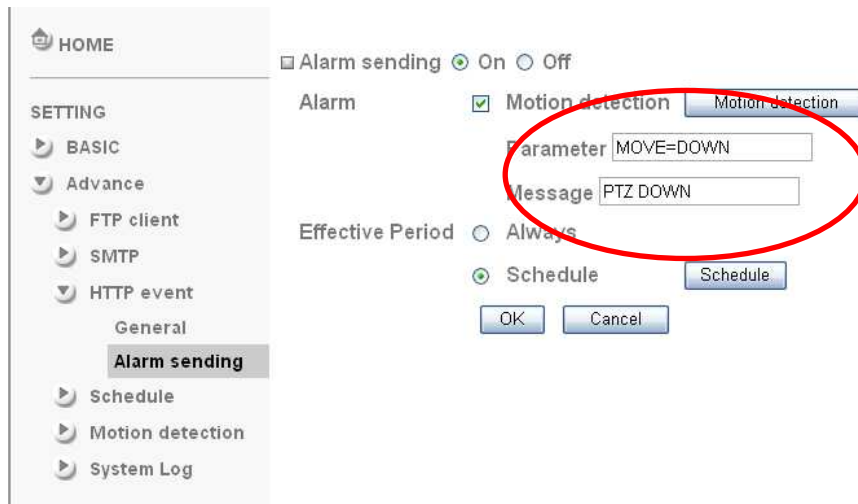 HOME
SETTING
BASIC
Advance
FTP client
SMTP
HTTP event
General
Alarm sending
Schedule
Motion detection
System Log
Alarm sending On Off
Alarm Motion detection Motion detection
Parameter MOVE=DOWN
Message PTZ DOWN
Effective Period Always
Schedule Schedule
OK Cancel